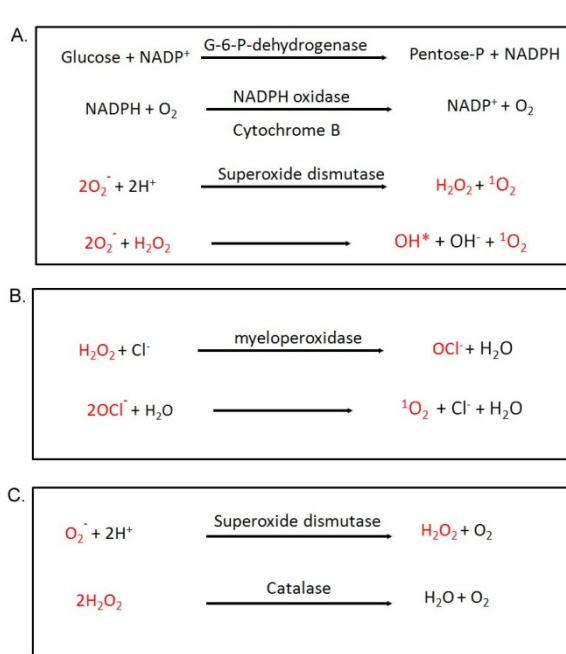 A.
Glucose + NADP⁺ G-6-P-dehydrogenase Pentose-P + NADPH
NADPH + O₂ NADPH oxidase NADP⁺ + O₂
Cytochrome B
2O₂⁻ + 2H⁺ Superoxide dismutase H₂O₂ + ¹O₂
2O₂⁻ + H₂O₂ OH* + OH⁻ + ¹O₂
B.
H₂O₂ + Cl⁻ myeloperoxidase OCl⁻ + H₂O
2OCl⁻ + H₂O ¹O₂ + Cl⁻ + H₂O
C.
O₂⁻ + 2H⁺ Superoxide dismutase H₂O₂ + O₂
2H₂O₂ Catalase H₂O + O₂